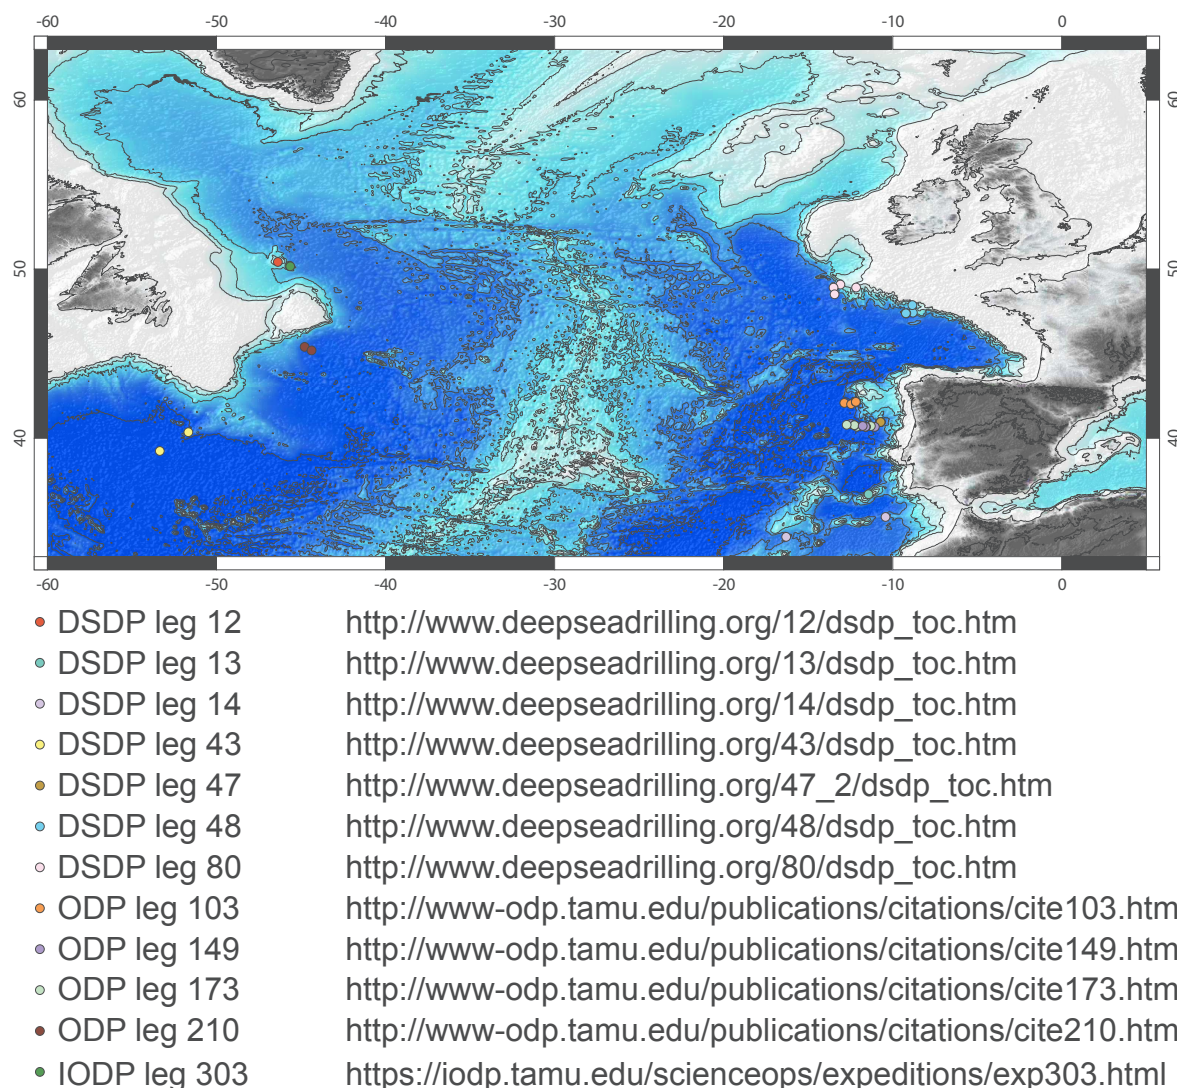 -60 -50 -40 -30 -20 -10 0
60 60
50 50
40 40
-60 -50 -40 -30 -20 -10 0
DSDP leg 12 http://www.deepseadrilling.org/12/dsdp_toc.htm
DSDP leg 13 http://www.deepseadrilling.org/13/dsdp_toc.htm
DSDP leg 14 http://www.deepseadrilling.org/14/dsdp_toc.htm
DSDP leg 43 http://www.deepseadrilling.org/43/dsdp_toc.htm
DSDP leg 47 http://www.deepseadrilling.org/47_2/dsdp_toc.htm
DSDP leg 48 http://www.deepseadrilling.org/48/dsdp_toc.htm
DSDP leg 80 http://www.deepseadrilling.org/80/dsdp_toc.htm
ODP leg 103 http://www-odp.tamu.edu/publications/citations/cite103.htm
ODP leg 149 http://www-odp.tamu.edu/publications/citations/cite149.htm
ODP leg 173 http://www-odp.tamu.edu/publications/citations/cite173.htm
ODP leg 210 http://www-odp.tamu.edu/publications/citations/cite210.htm
IODP leg 303 https://iodp.tamu.edu/scienceops/expeditions/exp303.html